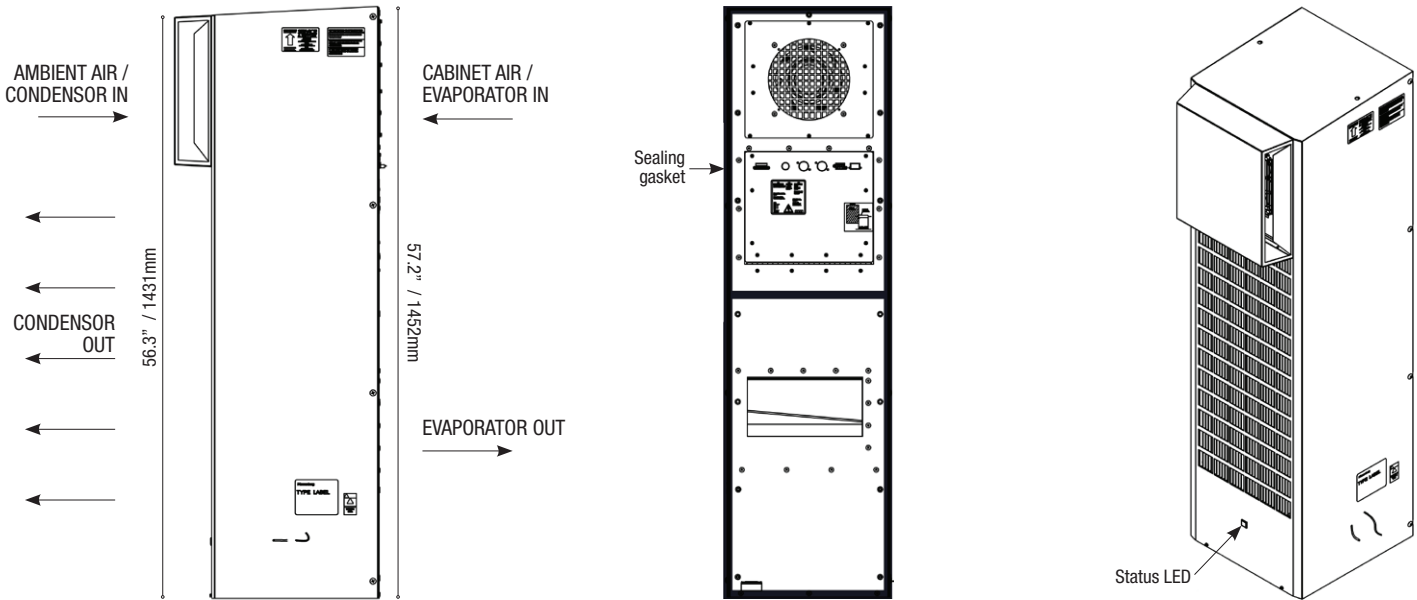 AMBIENT AIR /
CONDENSOR IN
CONDENSOR
OUT
56.3” / 1431mm
57.2” / 1452mm
CABINET AIR /
EVAPORATOR IN
EVAPORATOR OUT
TYPE LABEL
Sealing
gasket
Status LED
TYPE LABEL